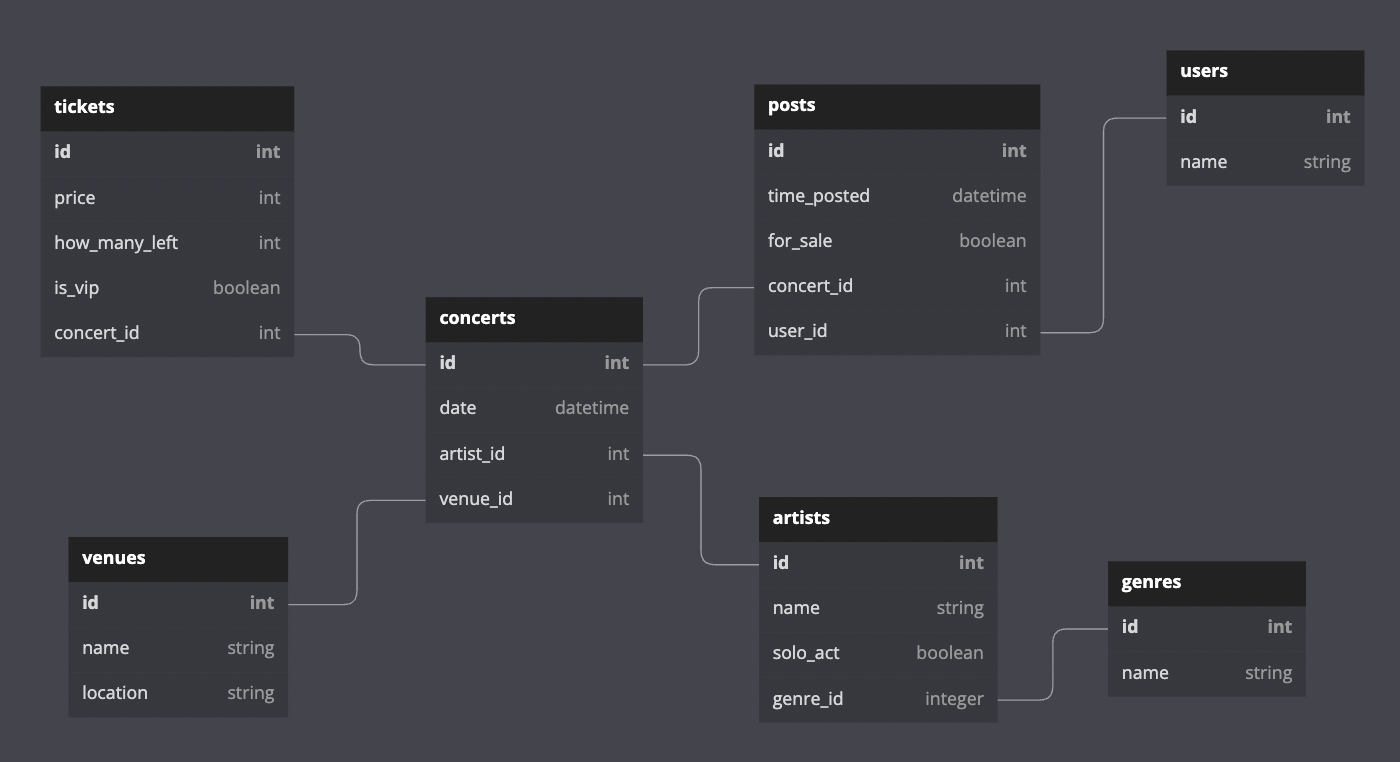 tickets
id int
price int
how_many_left int
is_vip boolean
concert_id int
concerts
id int
date datetime
artist_id int
venue_id int
venues
id int
name string
location string
posts
id int
time_posted datetime
for_sale boolean
concert_id int
user_id int
users
id int
name string
artists
id int
name string
solo_act boolean
genre_id integer
genres
id int
name string